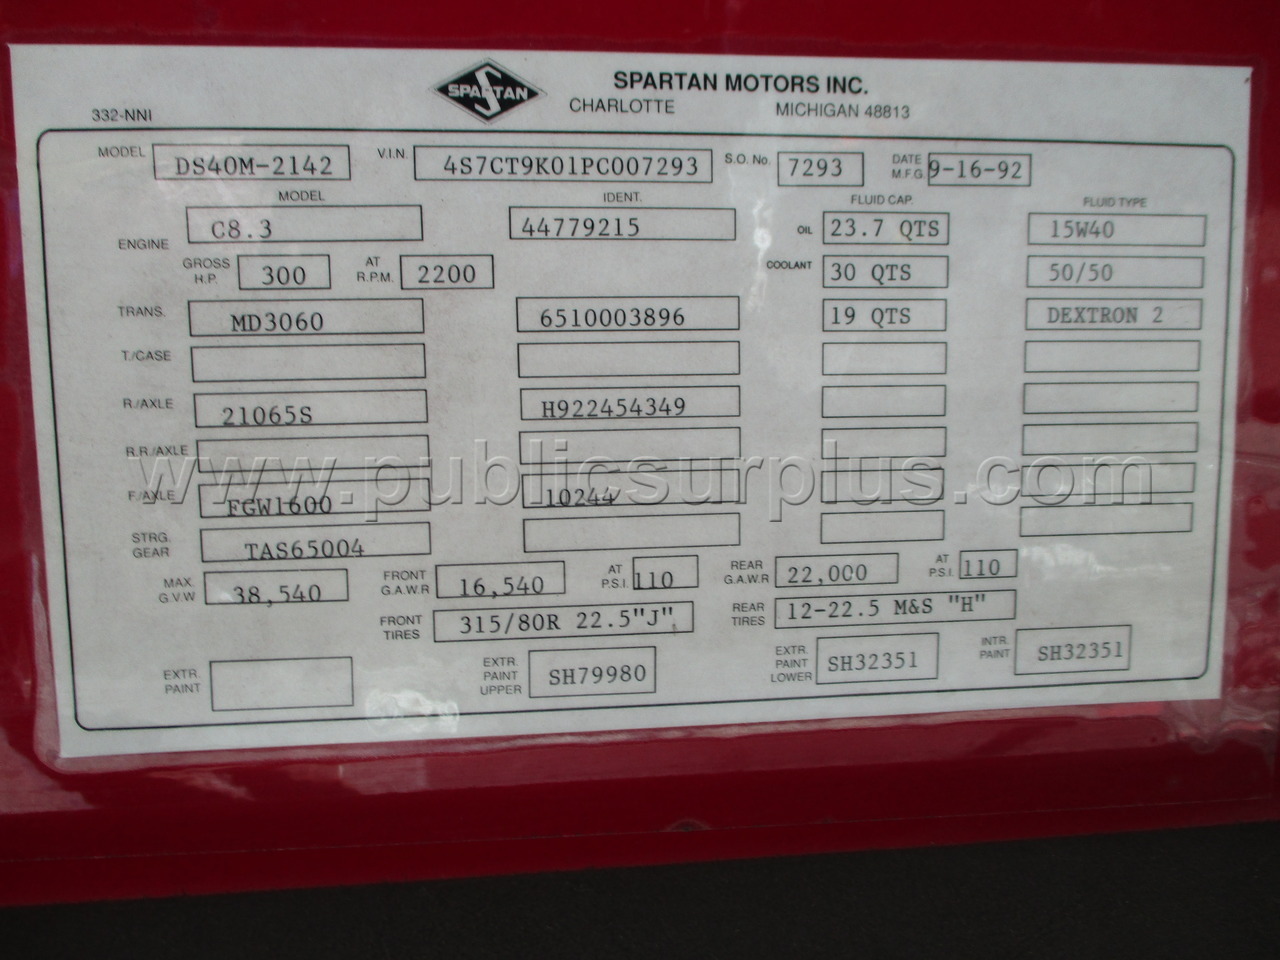 SPARTAN SPARTAN MOTORS INC.
332-NNI CHARLOTTE MICHIGAN 48813
MODEL DS40M-2142 V.I.N. 4S7CT9K01PC007293 S.O. No. 7293 DATE M.F.G. 9-16-92
MODEL IDENT. FLUID CAP. FLUID TYPE
ENGINE C8.3 44779215 OIL 23.7 QTS 15W40
GROSS H.P. 300 AT R.P.M. 2200 COOLANT 30 QTS 50/50
TRANS. MD3060 6510003896 19 QTS DEXTRON 2
T./CASE
R./AXLE 21065S H922454349
R.R./AXLE
www.publicsurplus.com
F./AXLE FGW1600 10244
STRG. GEAR TAS65004
MAX. G.V.W. 38,540 FRONT G.A.W.R 16,540 AT P.S.I. 110 REAR G.A.W.R 22,000 AT P.S.I. 110
FRONT TIRES 315/80R 22.5"J" REAR TIRES 12-22.5 M&S "H"
EXTR. PAINT EXTR. PAINT UPPER SH79980 EXTR. PAINT LOWER SH32351 INTR. PAINT SH32351